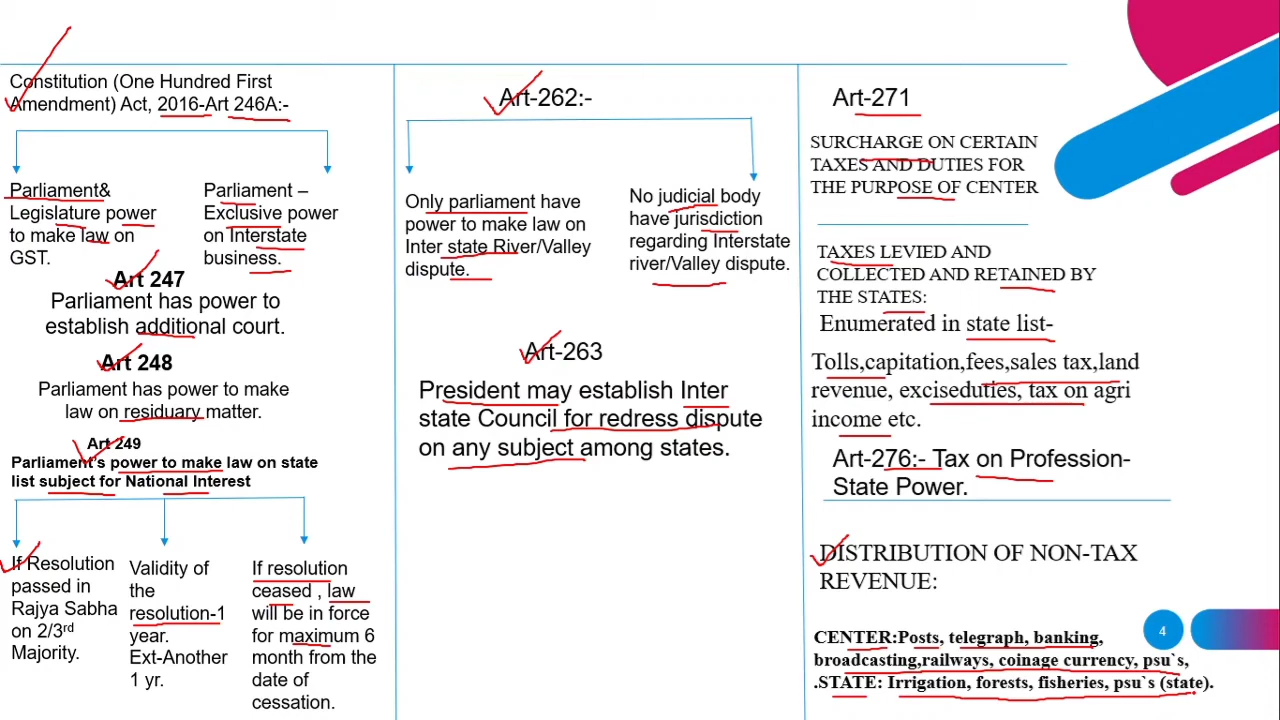 Constitution (One Hundred First
Amendment) Act, 2016-Art 246A:-
Parliament&
Legislature power
to make law on
GST.
Parliament –
Exclusive power
on Interstate
business.
Art 247
Parliament has power to
establish additional court.
Art 248
Parliament has power to make
law on residuary matter.
Art 249
Parliament's power to make law on state
list subject for National Interest
If Resolution
passed in
Rajya Sabha
on 2/3rd
Majority.
Validity of
the
resolution-1
year.
Ext-Another
1 yr.
If resolution
ceased , law
will be in force
for maximum 6
month from the
date of
cessation.
Art-262:-
Only parliament have
power to make law on
Inter state River/Valley
dispute.
No judicial body
have jurisdiction
regarding Interstate
river/Valley dispute.
Art-263
President may establish Inter
state Council for redress dispute
on any subject among states.
Art-271
SURCHARGE ON CERTAIN
TAXES AND DUTIES FOR
THE PURPOSE OF CENTER
TAXES LEVIED AND
COLLECTED AND RETAINED BY
THE STATES:
Enumerated in state list-
Tolls,capitation,fees,sales tax,land
revenue, exciseduties, tax on agri
income etc.
Art-276:- Tax on Profession-
State Power.
DISTRIBUTION OF NON-TAX
REVENUE:
CENTER:Posts, telegraph, banking,
broadcasting,railways, coinage currency, psu`s,
.STATE: Irrigation, forests, fisheries, psu`s (state).
4